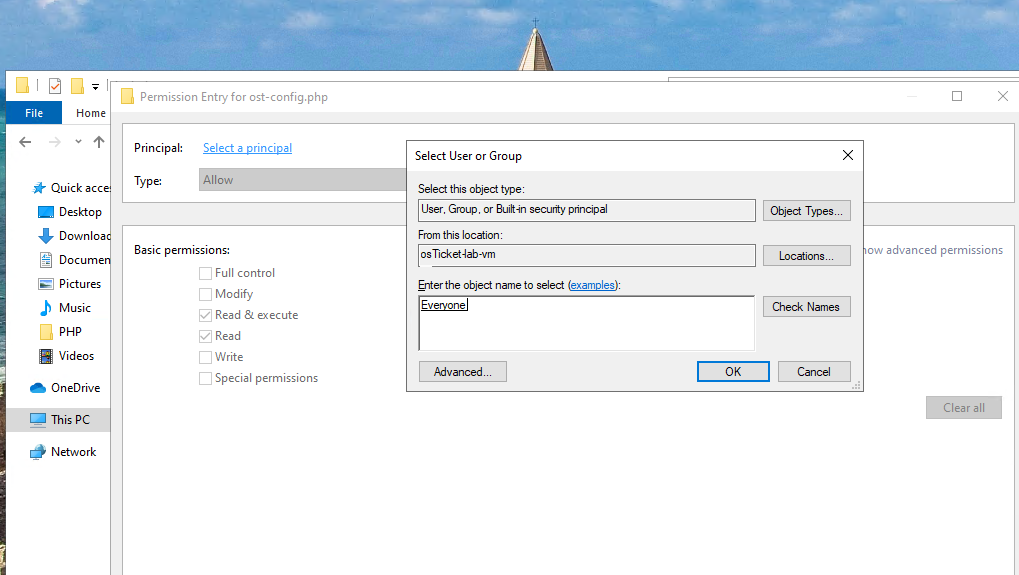 Permission Entry for ost-config.php
File
Home
Principal:
Select a principal
Type:
Allow
Quick acces
Desktop
Downloac
Documen
Pictures
Music
PHP
Videos
OneDrive
This PC
Network
Basic permissions:
Full control
Modify
Read & execute
Read
Write
Special permissions
how advanced permissions
Clear all
Select User or Group
Select this object type:
User, Group, or Built-in security principal
Object Types...
From this location:
osTicket-lab-vm
Locations...
Enter the object name to select (examples):
Everyone
Check Names
Advanced...
OK
Cancel